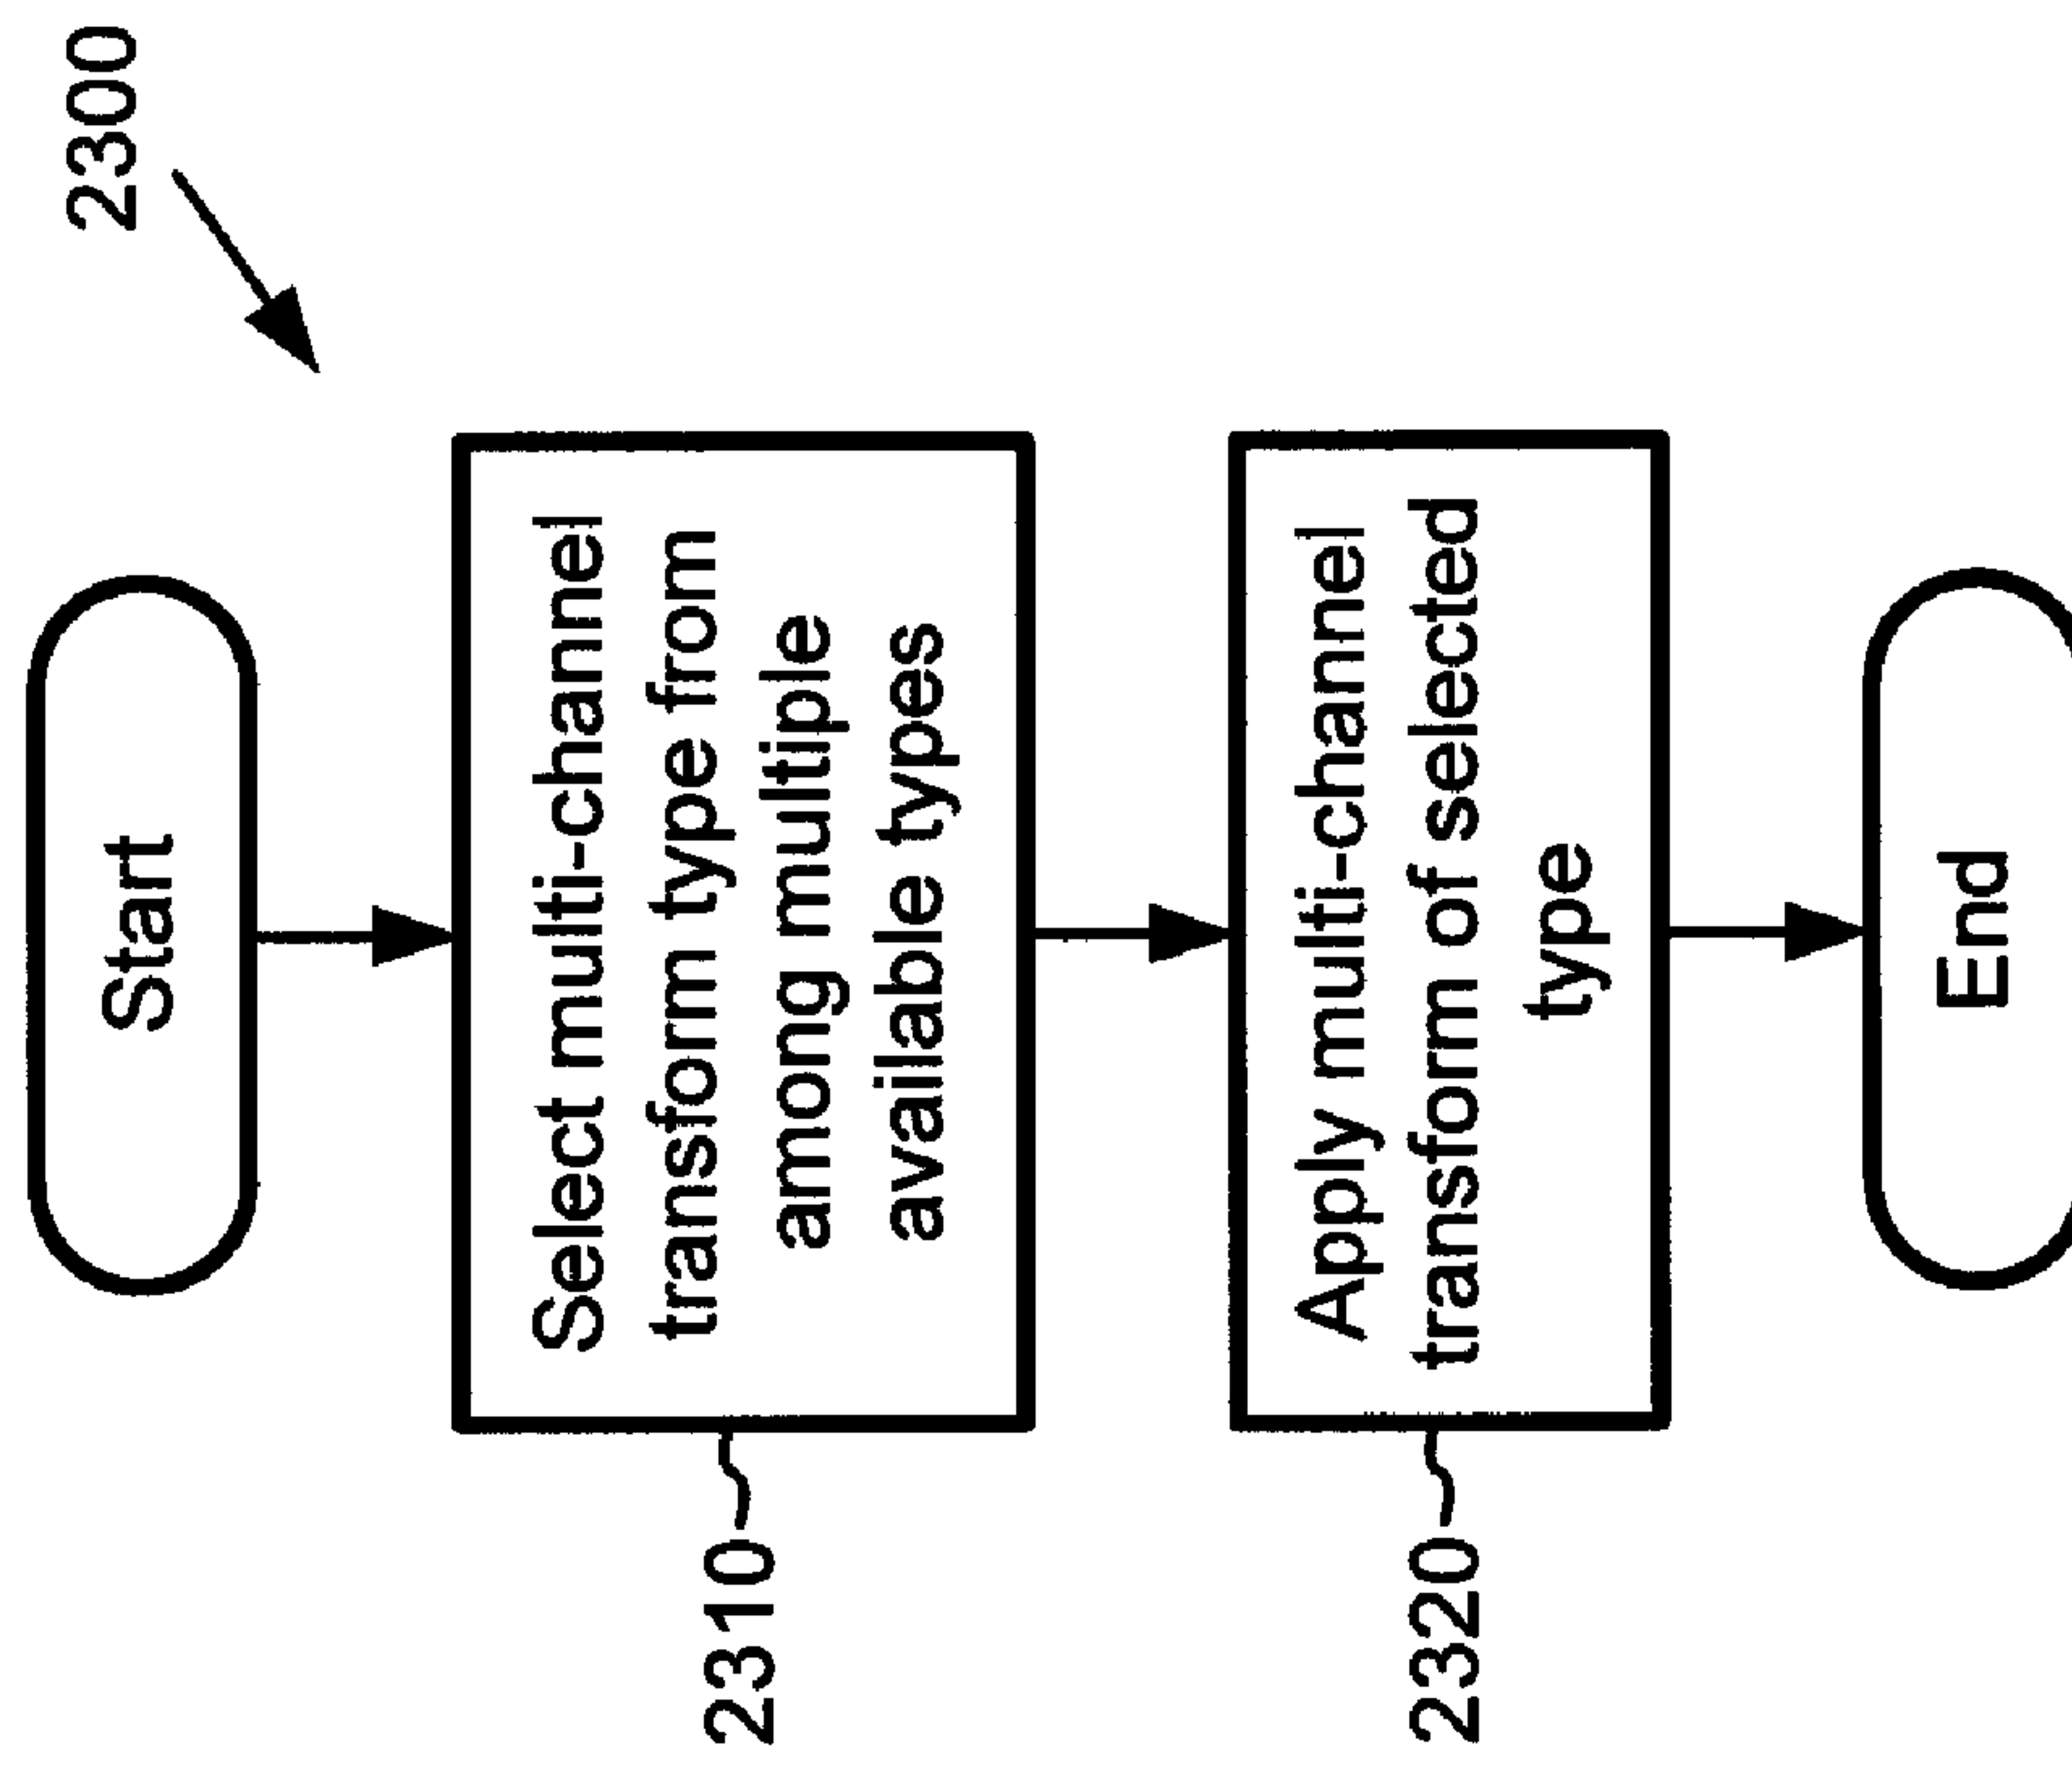 2300
Start
2310
Select multi-channel
transform type from
among multiple
available types
2320
Apply multi-channel
transform of selected
type
End